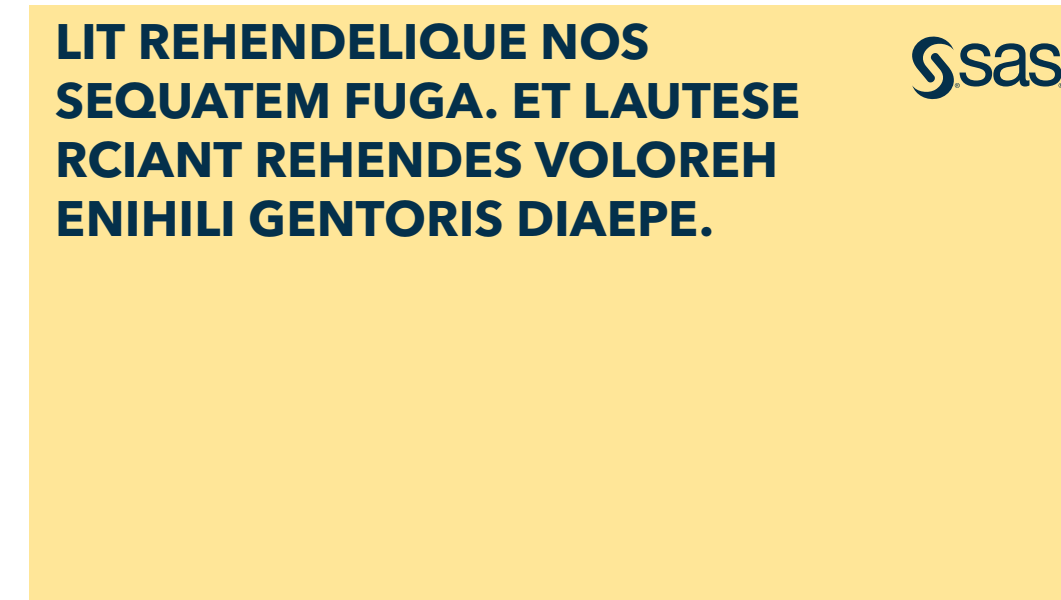 LIT REHENDELIQUE NOS
SEQUATEM FUGA. ET LAUTESE
RCIANT REHENDES VOLOREH
ENIHILI GENTORIS DIAEPE.
sas